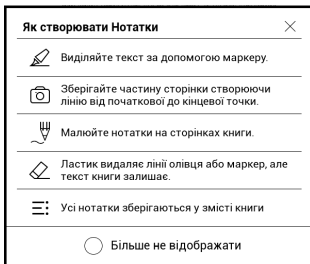 Як створювати Нотатки
Виділяйте текст за допомогою маркеру.
Зберігайте частину сторінки створюючи
лінію від початкової до кінцевої точки.
Малюйте нотатки на сторінках книги.
Ластик видаляє лінії олівця або маркер, але
текст книги залишає.
Усі нотатки зберігаються у змісті книги
Більше не відображати